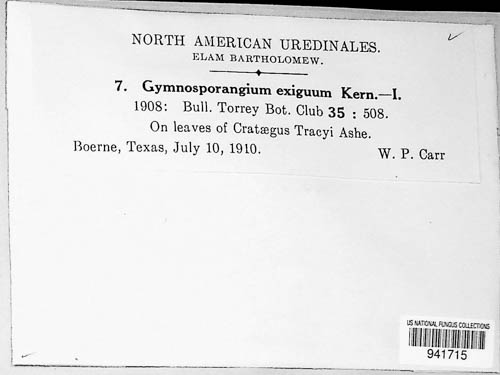 NORTH AMERICAN UREDINALES.
ELAM BARTHOLOMEW.
7. Gymnosporangium exiguum Kern.—I.
1908: Bull. Torrey Bot. Club 35 : 508.
On leaves of Cratægus Tracyi Ashe.
Boerne, Texas, July 10, 1910. W. P. Carr
US NATIONAL FUNGUS COLLECTIONS
941715